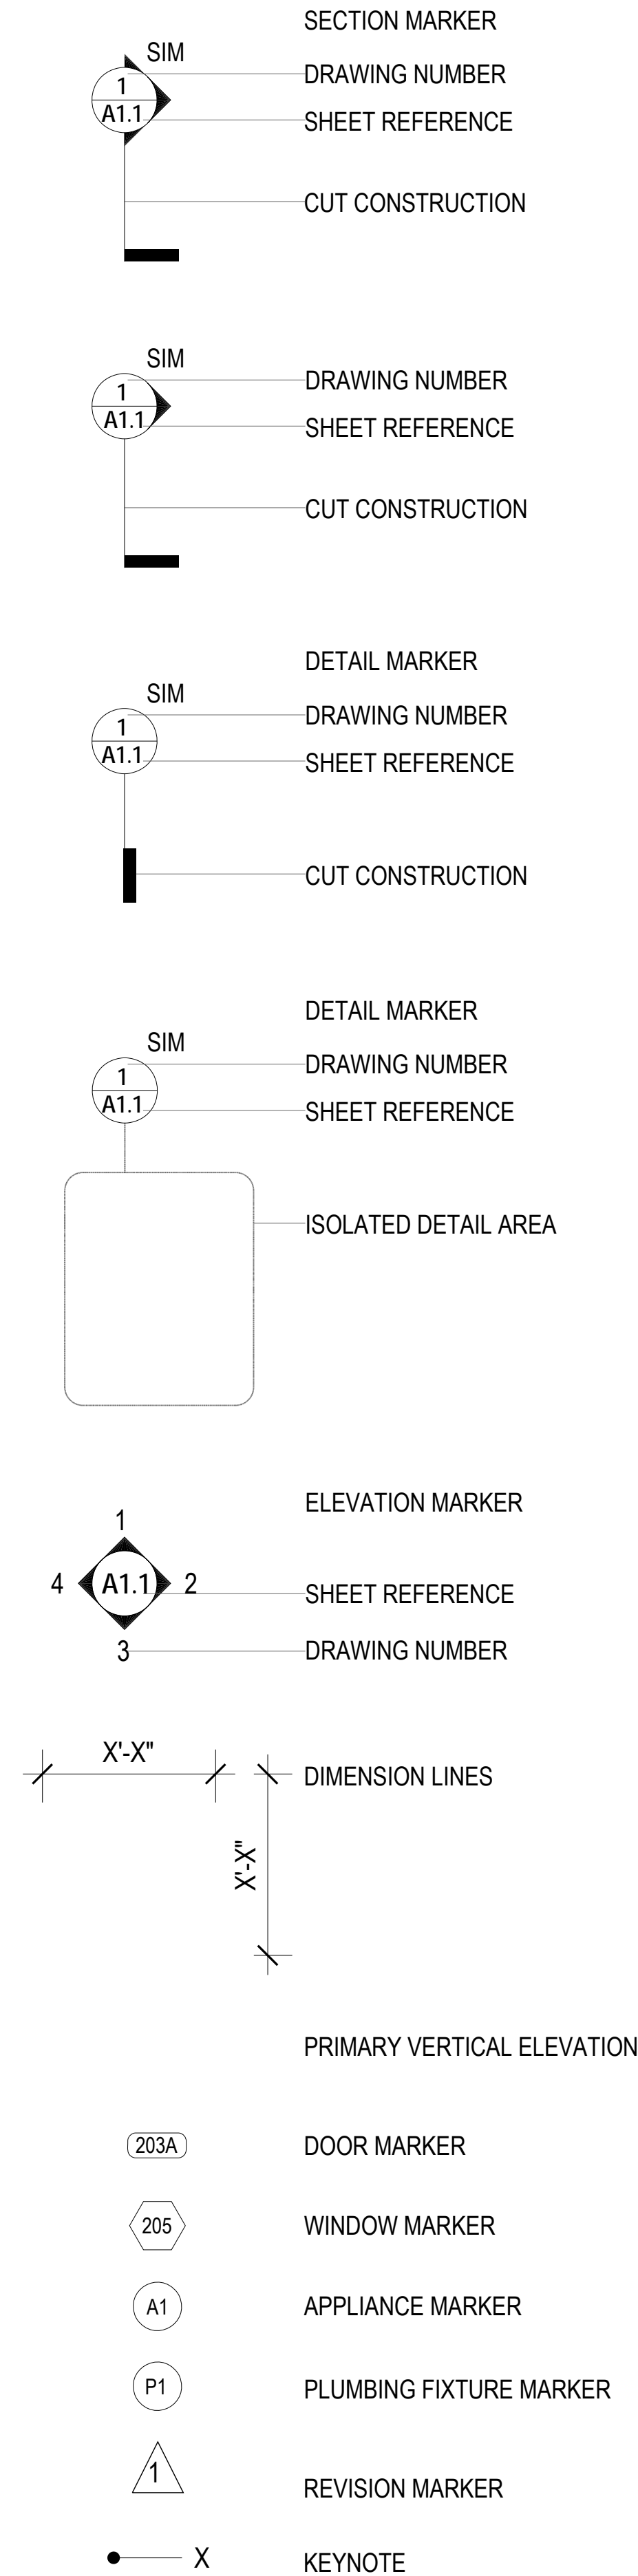 SECTION MARKER
SIM
1
DRAWING NUMBER
A1.1
SHEET REFERENCE
CUT CONSTRUCTION
SIM
1
DRAWING NUMBER
A1.1
SHEET REFERENCE
CUT CONSTRUCTION
DETAIL MARKER
SIM
1
DRAWING NUMBER
A1.1
SHEET REFERENCE
CUT CONSTRUCTION
DETAIL MARKER
SIM
1
DRAWING NUMBER
A1.1
SHEET REFERENCE
ISOLATED DETAIL AREA
ELEVATION MARKER
1
4 A1.1 2
SHEET REFERENCE
3
DRAWING NUMBER
X'-X"
DIMENSION LINES
X'-X"
PRIMARY VERTICAL ELEVATION
203A
DOOR MARKER
205
WINDOW MARKER
A1
APPLIANCE MARKER
P1
PLUMBING FIXTURE MARKER
1
REVISION MARKER
X
KEYNOTE